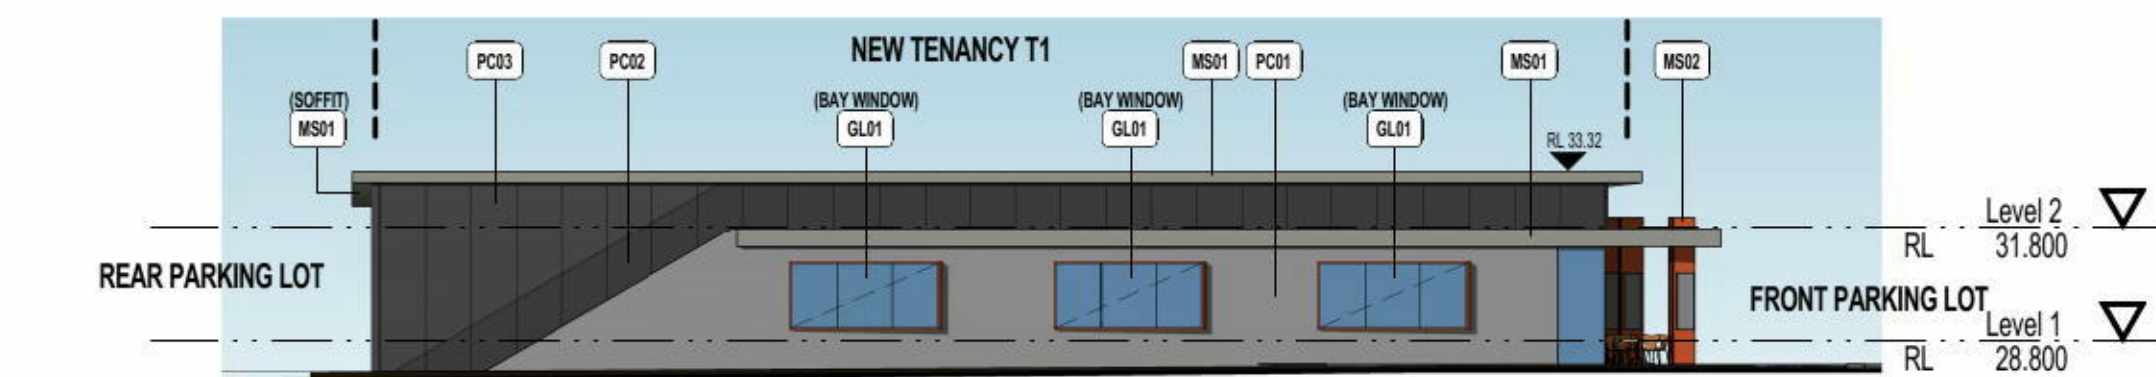 NEW TENANCY T1
PC03
PC02
MS01
PC01
MS01
MS02
(SOFFIT)
MS01
(BAY WINDOW)
GL01
(BAY WINDOW)
GL01
(BAY WINDOW)
GL01
RL 33.32
Level 2
RL 31.800
REAR PARKING LOT
FRONT PARKING LOT
Level 1
RL 28.800